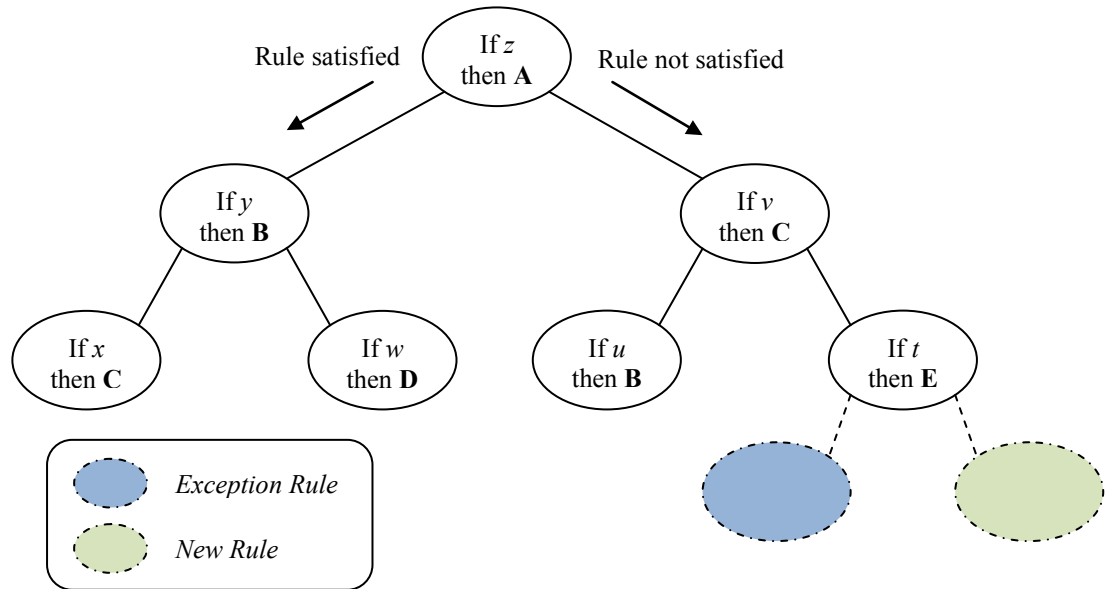 Rule satisfied
If z
then A
Rule not satisfied
If y
then B
If v
then C
If x
then C
If w
then D
If u
then B
If t
then E
Exception Rule
New Rule